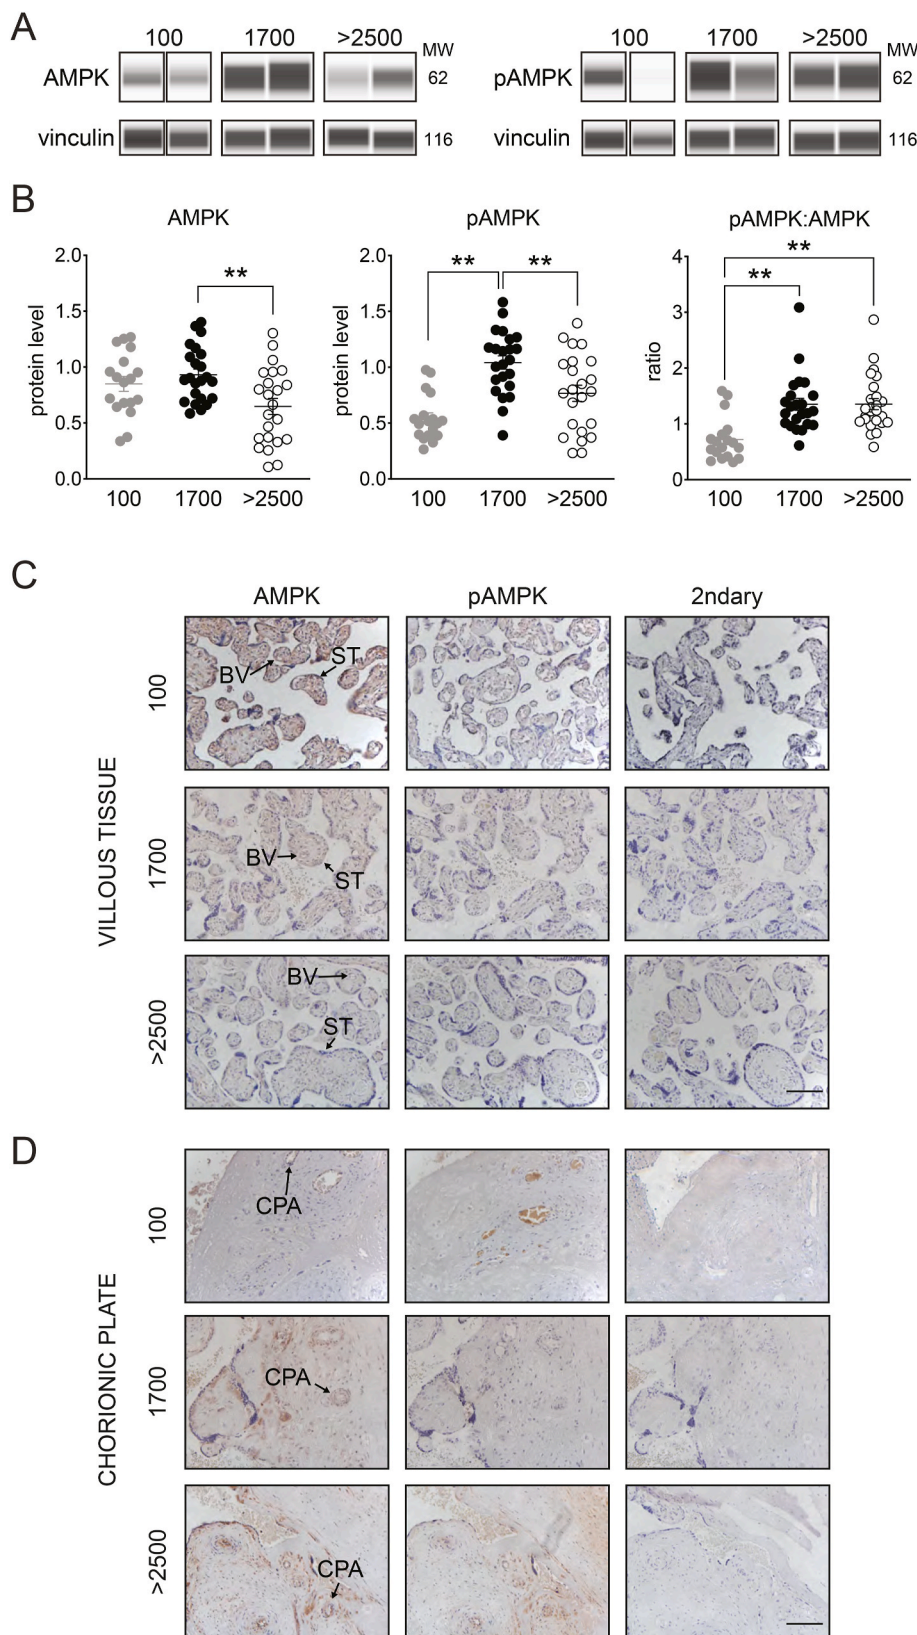 A
100 1700 >2500 MW
AMPK 62
vinculin 116
100 1700 >2500 MW
pAMPK 62
vinculin 116
B
AMPK
**
protein level
2.0
1.5
1.0
0.5
0.0
100 1700 >2500
pAMPK
** **
protein level
2.0
1.5
1.0
0.5
0.0
100 1700 >2500
pAMPK:AMPK
**
**
ratio
4
3
2
1
0
100 1700 >2500
C
AMPK pAMPK 2ndary
VILLOUS TISSUE
100
BV ST
1700
BV
ST
>2500
BV
ST
D
CHORIONIC PLATE
100
CPA
1700
CPA
>2500
CPA